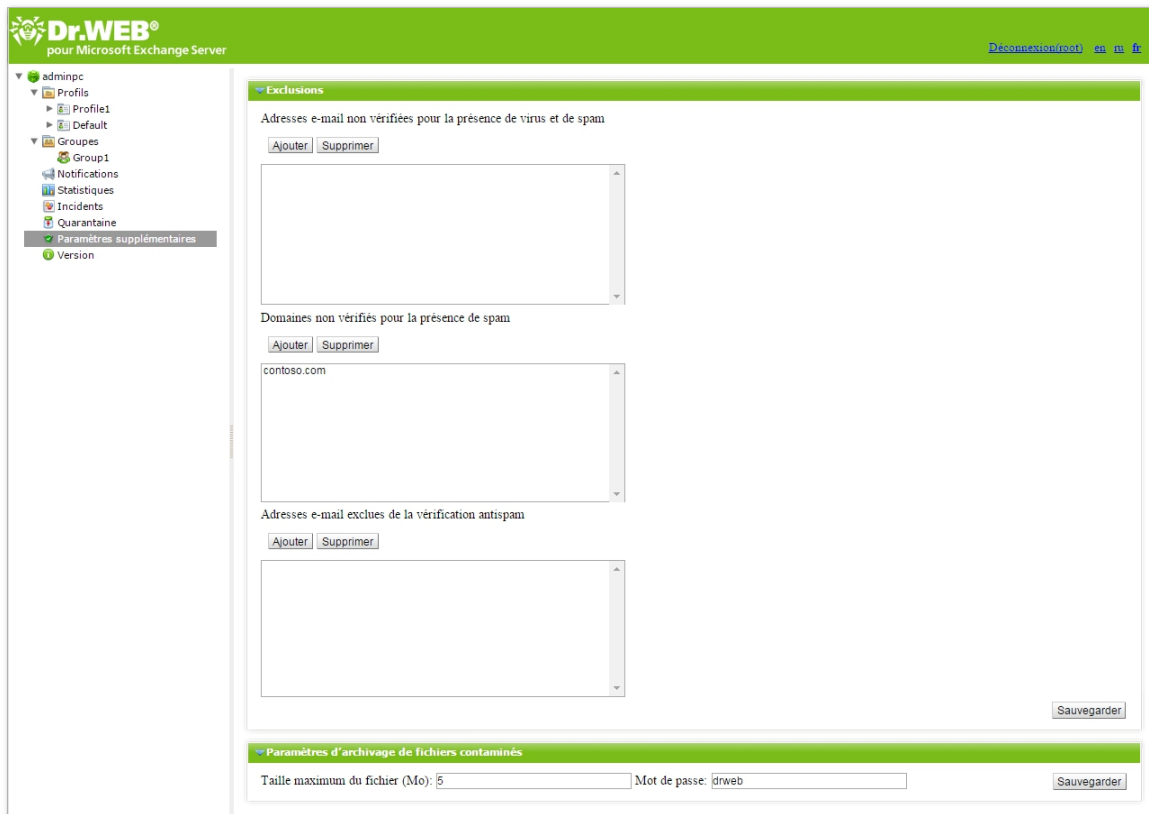 Dr.WEB®
pour Microsoft Exchange Server
Déconnexion(root) en ru fr
adminpc
Profils
Profile1
Default
Groupes
Group1
Notifications
Statistiques
Incidents
Quarantaine
Paramètres supplémentaires
Version
Exclusions
Adresses e-mail non vérifiées pour la présence de virus et de spam
Ajouter Supprimer
Domaines non vérifiés pour la présence de spam
Ajouter Supprimer
contoso.com
Adresses e-mail exclues de la vérification antispam
Ajouter Supprimer
Sauvegarder
Paramètres d'archivage de fichiers contaminés
Taille maximum du fichier (Mo): 5 Mot de passe: drweb Sauvegarder